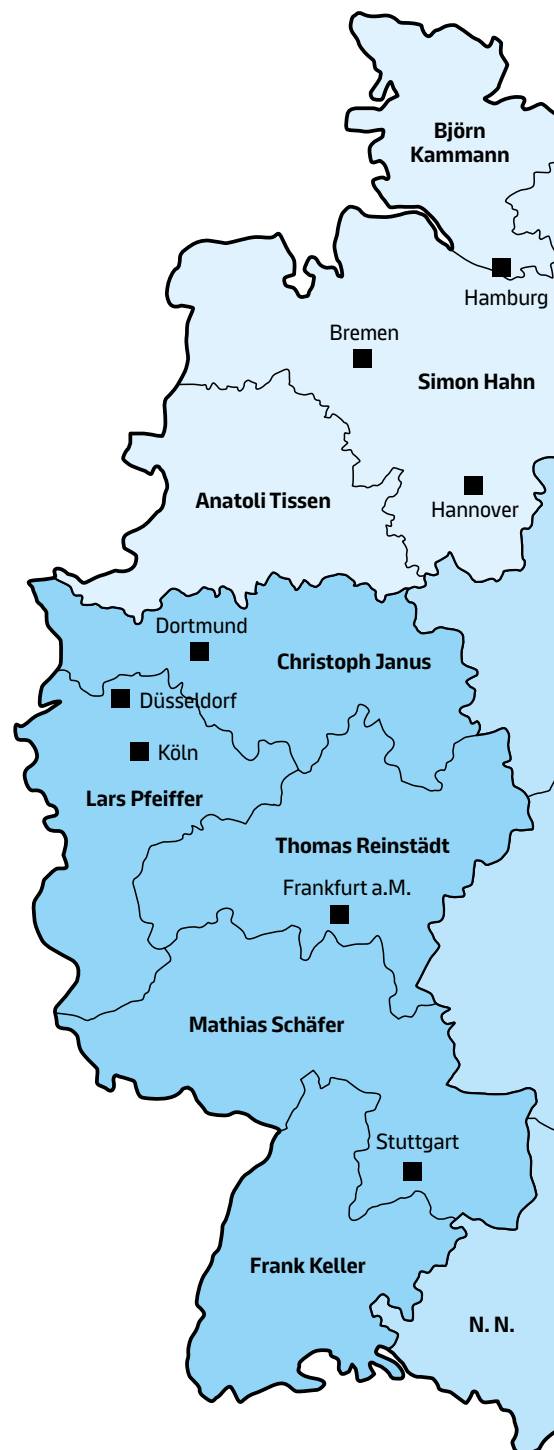 Björn
Kammann
Hamburg
Bremen
Simon Hahn
Anatoli Tissen
Hannover
Dortmund
Christoph Janus
Düsseldorf
Köln
Lars Pfeiffer
Thomas Reinstädt
Frankfurt a.M.
Mathias Schäfer
Stuttgart
Frank Keller
N. N.